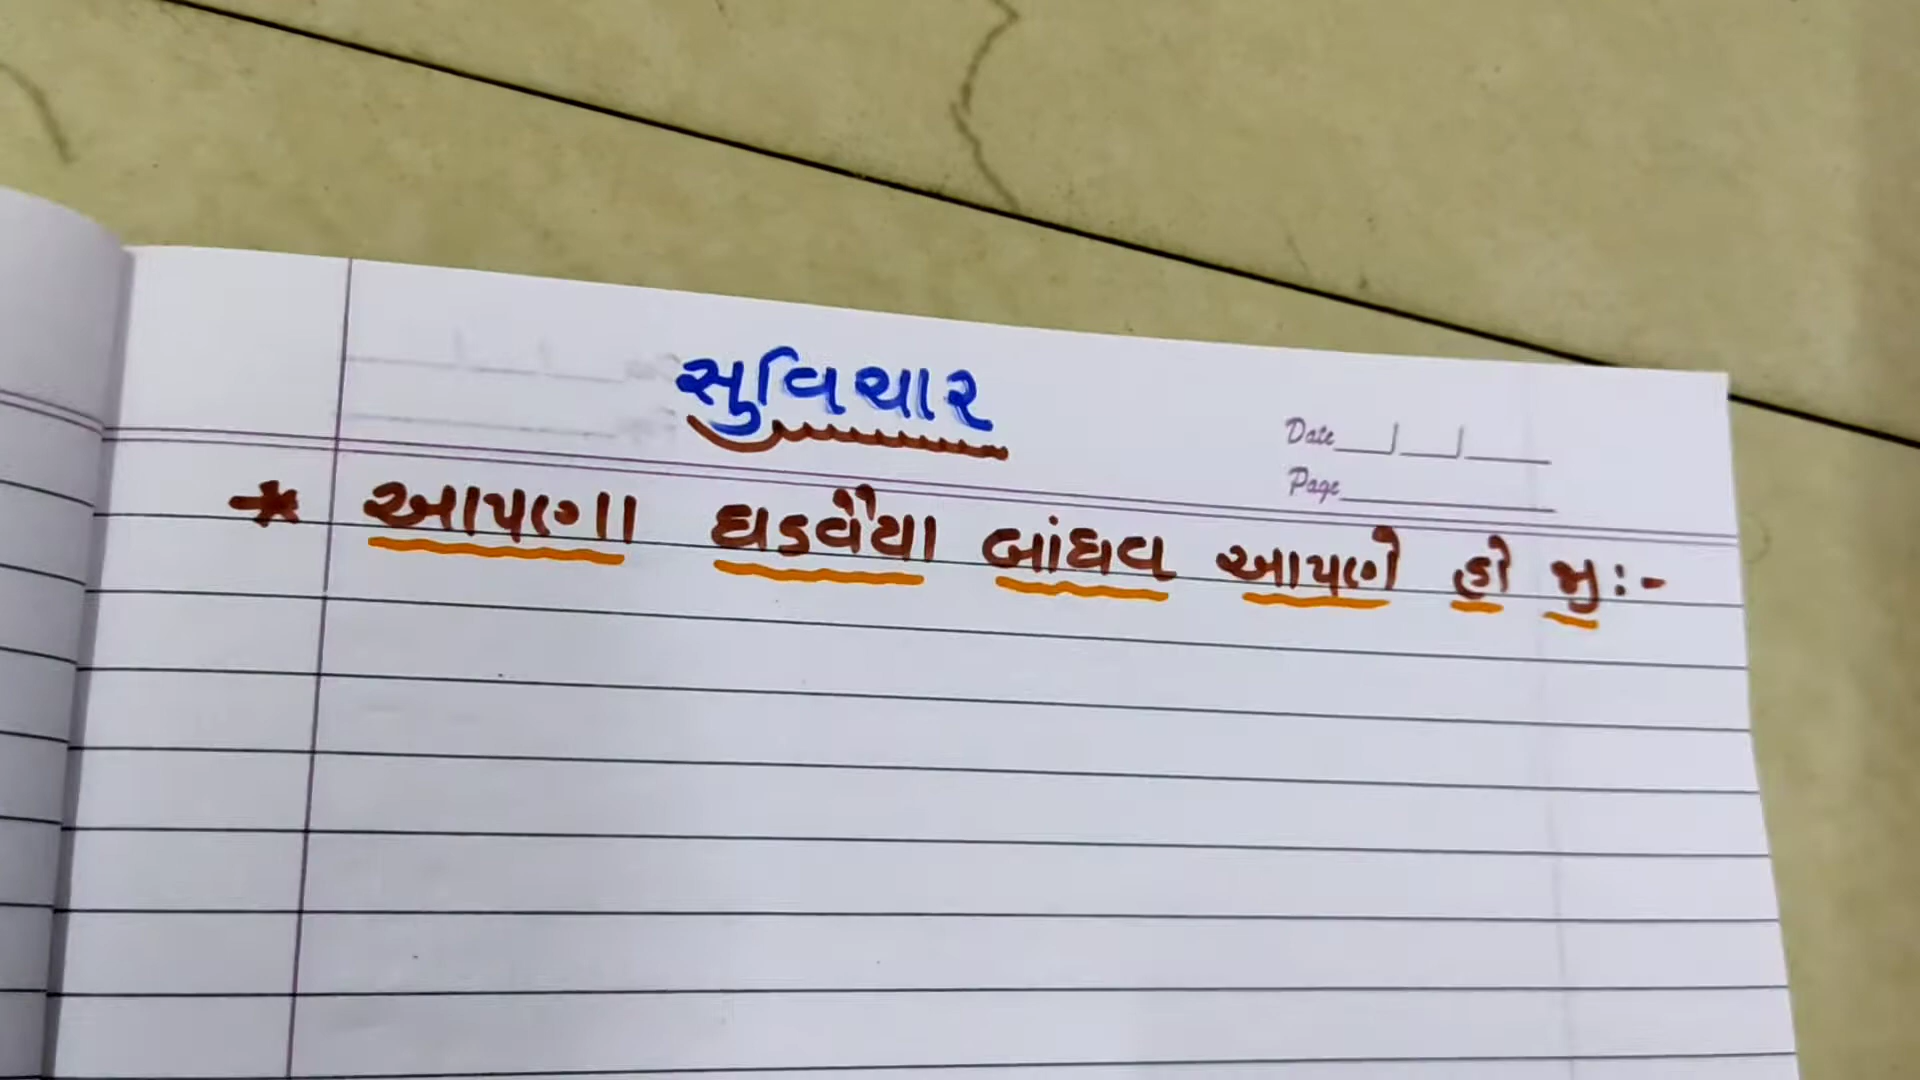 સુવિચાર
Date
Page
* આપણા ઘડવૈયા બાંધવ આપણે હો જી :-